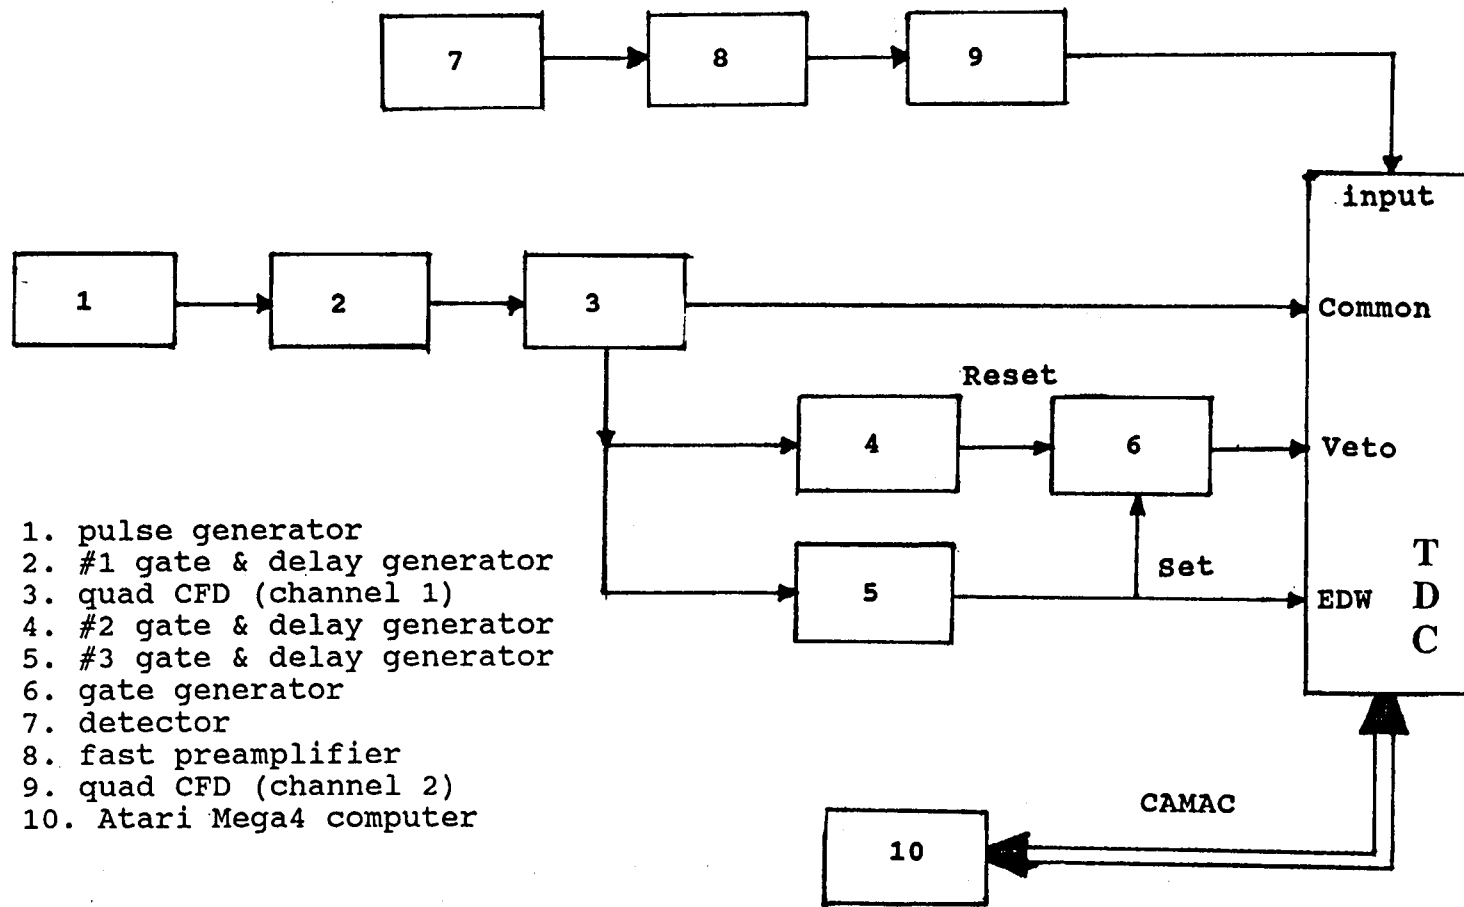 7
8
9
input
1
2
3
Common
Reset
4
6
Veto
Set
5
EDW
T
D
C
1. pulse generator
2. #1 gate & delay generator
3. quad CFD (channel 1)
4. #2 gate & delay generator
5. #3 gate & delay generator
6. gate generator
7. detector
8. fast preamplifier
9. quad CFD (channel 2)
10. Atari Mega4 computer
CAMAC
10